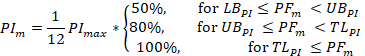 50%, for LB_PI ≤ PF_m < UB_PI
PI_m = 1/12 PI_max * { 80%, for UB_PI ≤ PF_m < TL_PI
100%, for TL_PI ≤ PF_m